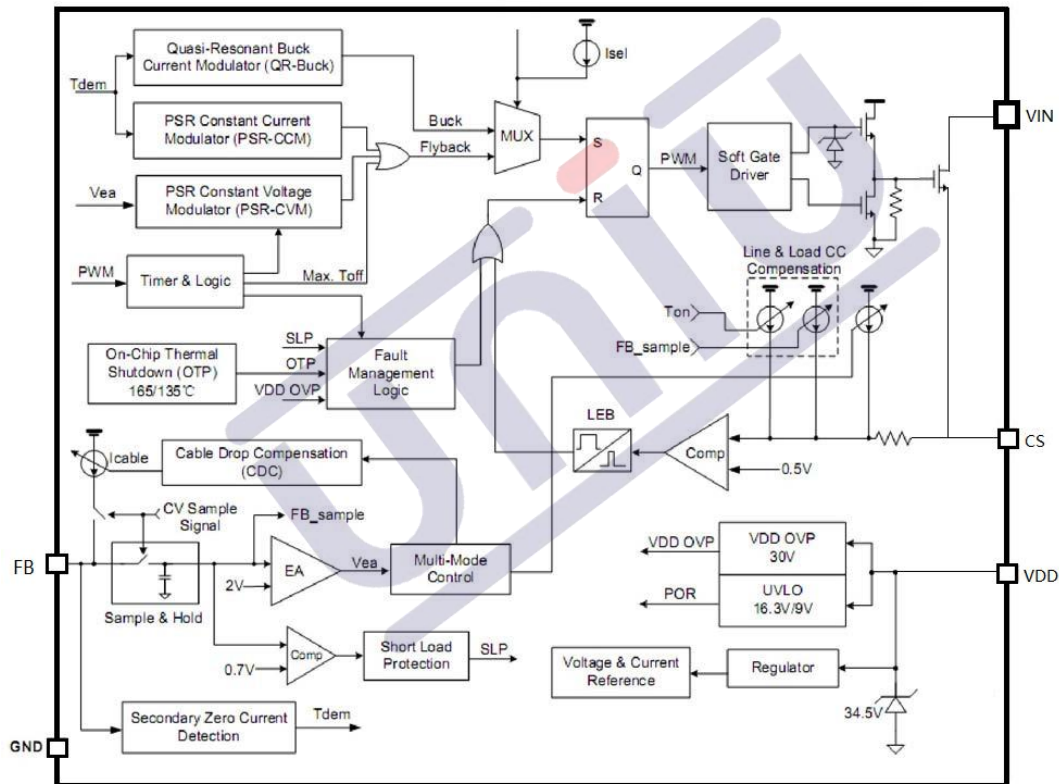 Quasi-Resonant Buck
Current Modulator (QR-Buck)
Isel
Tdem
VIN
PSR Constant Current
Modulator (PSR-CCM)
Buck
MUX
Flyback
S
Q
R
PWM
Soft Gate
Driver
Vea
PSR Constant Voltage
Modulator (PSR-CVM)
PWM
Timer & Logic
Max. Toff
Line & Load CC
Compensation
Ton
FB_sample
SLP
OTP
VDD OVP
On-Chip Thermal
Shutdown (OTP)
165/135℃
Fault
Management
Logic
LEB
Comp
0.5V
CS
Icable
Cable Drop Compensation
(CDC)
CV Sample
Signal
FB_sample
FB
EA
2V
Vea
Multi-Mode
Control
Sample & Hold
VDD OVP
VDD OVP
30V
VDD
POR
UVLO
16.3V/9V
Comp
0.7V
Short Load
Protection
SLP
Voltage & Current
Reference
Regulator
34.5V
Secondary Zero Current
Detection
Tdem
GND
uniu